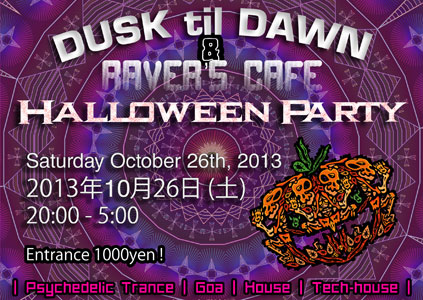 DUSK til DAWN
&
RAVER'S CAFE
HALLOWEEN PARTY
Saturday October 26th, 2013
2013年10月26日 (土)
20:00 - 5:00
Entrance 1000yen !
| Psychedelic Trance | Goa | House | Tech-house |